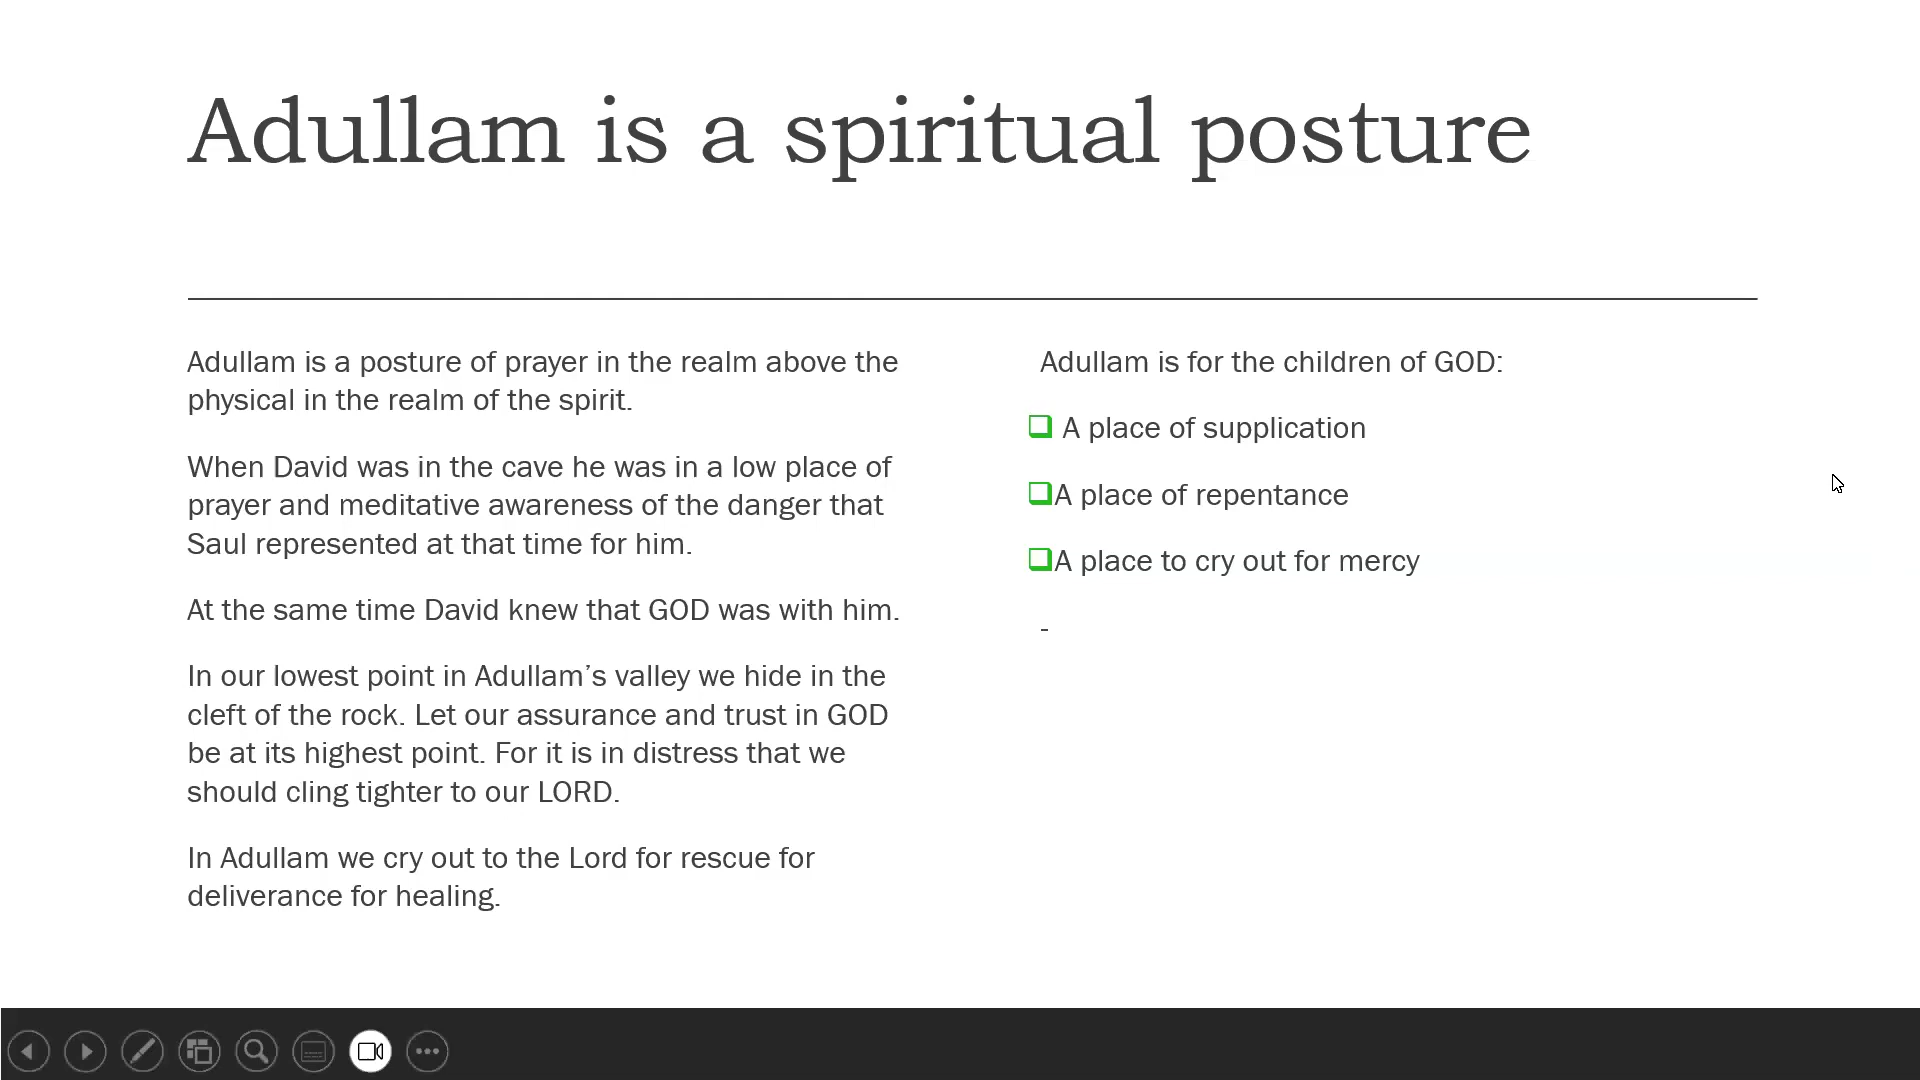 Adullam is a spiritual posture
Adullam is a posture of prayer in the realm above the
physical in the realm of the spirit.
When David was in the cave he was in a low place of
prayer and meditative awareness of the danger that
Saul represented at that time for him.
At the same time David knew that GOD was with him.
In our lowest point in Adullam’s valley we hide in the
cleft of the rock. Let our assurance and trust in GOD
be at its highest point. For it is in distress that we
should cling tighter to our LORD.
In Adullam we cry out to the Lord for rescue for
deliverance for healing.
Adullam is for the children of GOD:
❑ A place of supplication
❑A place of repentance
❑A place to cry out for mercy
-